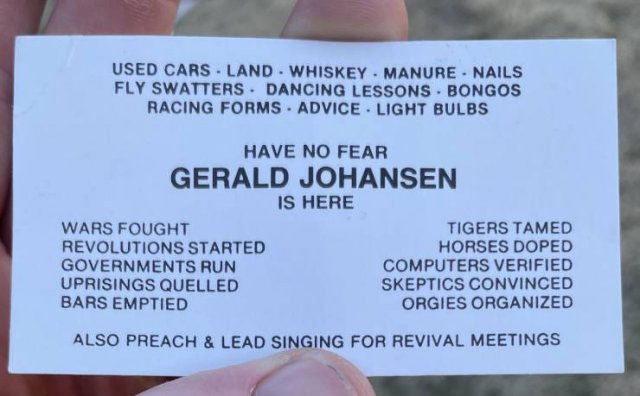 USED CARS · LAND · WHISKEY · MANURE · NAILS
FLY SWATTERS · DANCING LESSONS · BONGOS
RACING FORMS · ADVICE · LIGHT BULBS
HAVE NO FEAR
GERALD JOHANSEN
IS HERE
WARS FOUGHT
REVOLUTIONS STARTED
GOVERNMENTS RUN
UPRISINGS QUELLED
BARS EMPTIED
TIGERS TAMED
HORSES DOPED
COMPUTERS VERIFIED
SKEPTICS CONVINCED
ORGIES ORGANIZED
ALSO PREACH & LEAD SINGING FOR REVIVAL MEETINGS